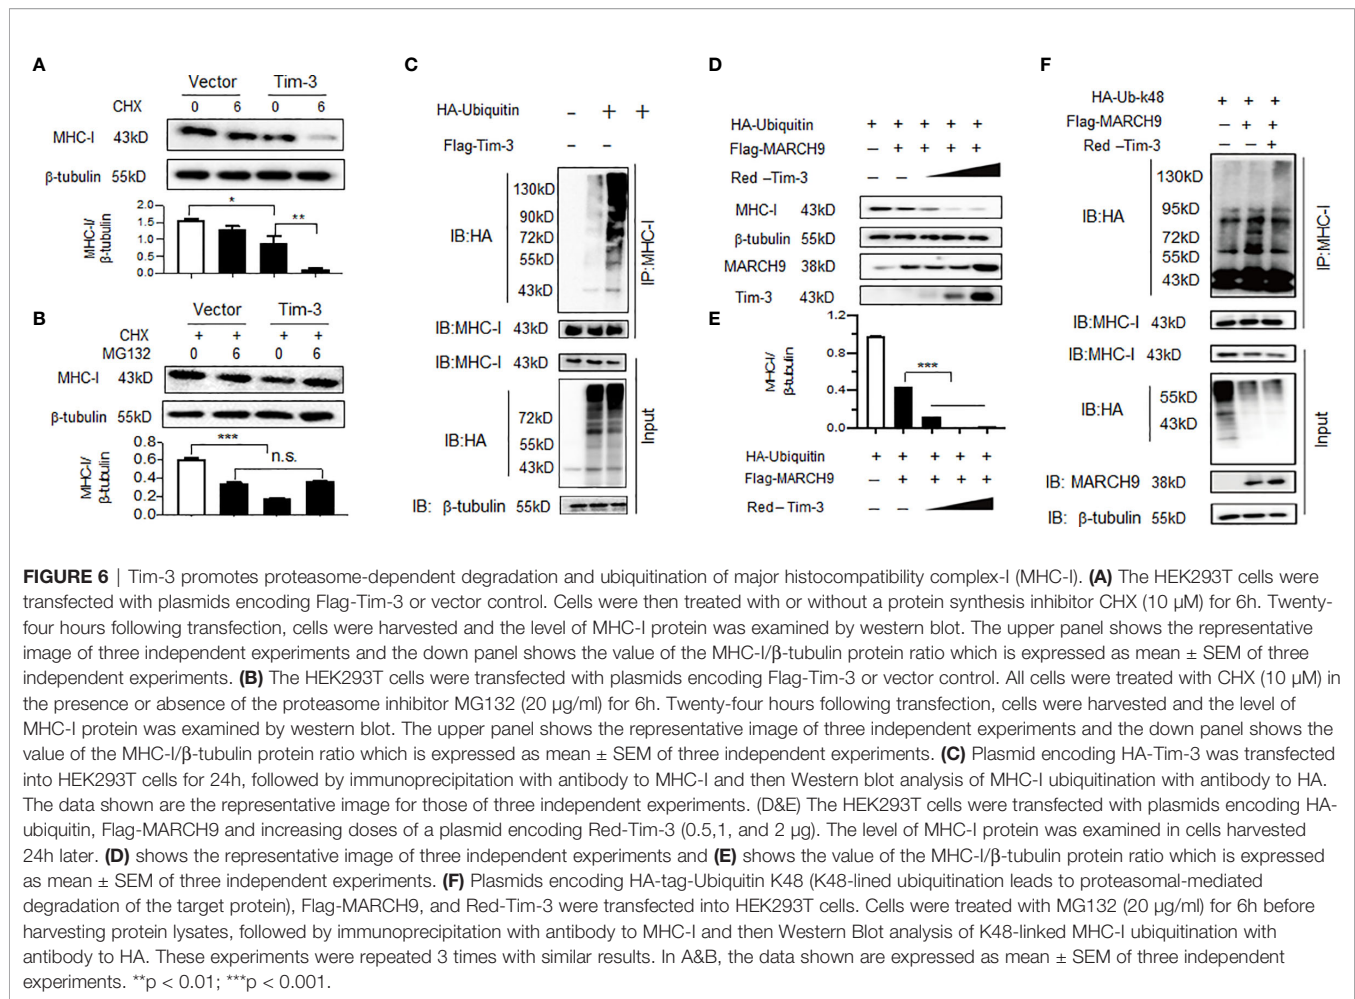 A
Vector Tim-3
CHX 0 6 0 6
MHC-I 43kD
β-tubulin 55kD
MHC-I/
β-tubulin
2.0
1.5
1.0
0.5
0.0
* **
B
Vector Tim-3
CHX + + + +
MG132 0 6 0 6
MHC-I 43kD
β-tubulin 55kD
MHC-I/
β-tubulin
0.8
0.6
0.4
0.2
0.0
*** n.s.
C
HA-Ubiquitin – + +
Flag-Tim-3 – –
130kD
90kD
72kD
55kD
43kD
IB:HA
IP:MHC-I
IB:MHC-I 43kD
IB:MHC-I 43kD
72kD
55kD
43kD
IB:HA
Input
IB: β-tubulin 55kD
D
HA-Ubiquitin + + + + +
Flag-MARCH9 – + + + +
Red –Tim-3 – –
MHC-I 43kD
β-tubulin 55kD
MARCH9 38kD
Tim-3 43kD
E
MHC-I/
β-tubulin
1.2
0.8
0.4
0.0
***
HA-Ubiquitin + + + + +
Flag-MARCH9 – + + + +
Red– Tim-3 – –
F
HA-Ub-k48 + + +
Flag-MARCH9 – + +
Red –Tim-3 – – +
130kD
95kD
72kD
55kD
43kD
IB:HA
IP:MHC-I
IB:MHC-I 43kD
IB:MHC-I 43kD
55kD
43kD
IB:HA
Input
IB: MARCH9 38kD
IB: β-tubulin 55kD
FIGURE 6 | Tim-3 promotes proteasome-dependent degradation and ubiquitination of major histocompatibility complex-I (MHC-I). (A) The HEK293T cells were
transfected with plasmids encoding Flag-Tim-3 or vector control. Cells were then treated with or without a protein synthesis inhibitor CHX (10 µM) for 6h. Twenty-
four hours following transfection, cells were harvested and the level of MHC-I protein was examined by western blot. The upper panel shows the representative
image of three independent experiments and the down panel shows the value of the MHC-I/β-tubulin protein ratio which is expressed as mean ± SEM of three
independent experiments. (B) The HEK293T cells were transfected with plasmids encoding Flag-Tim-3 or vector control. All cells were treated with CHX (10 µM) in
the presence or absence of the proteasome inhibitor MG132 (20 µg/ml) for 6h. Twenty-four hours following transfection, cells were harvested and the level of
MHC-I protein was examined by western blot. The upper panel shows the representative image of three independent experiments and the down panel shows the
value of the MHC-I/β-tubulin protein ratio which is expressed as mean ± SEM of three independent experiments. (C) Plasmid encoding HA-Tim-3 was transfected
into HEK293T cells for 24h, followed by immunoprecipitation with antibody to MHC-I and then Western blot analysis of MHC-I ubiquitination with antibody to HA.
The data shown are the representative image for those of three independent experiments. (D&E) The HEK293T cells were transfected with plasmids encoding HA-
ubiquitin, Flag-MARCH9 and increasing doses of a plasmid encoding Red-Tim-3 (0.5,1, and 2 µg). The level of MHC-I protein was examined in cells harvested
24h later. (D) shows the representative image of three independent experiments and (E) shows the value of the MHC-I/β-tubulin protein ratio which is expressed
as mean ± SEM of three independent experiments. (F) Plasmids encoding HA-tag-Ubiquitin K48 (K48-lined ubiquitination leads to proteasomal-mediated
degradation of the target protein), Flag-MARCH9, and Red-Tim-3 were transfected into HEK293T cells. Cells were treated with MG132 (20 µg/ml) for 6h before
harvesting protein lysates, followed by immunoprecipitation with antibody to MHC-I and then Western Blot analysis of K48-linked MHC-I ubiquitination with
antibody to HA. These experiments were repeated 3 times with similar results. In A&B, the data shown are expressed as mean ± SEM of three independent
experiments. **p < 0.01; ***p < 0.001.